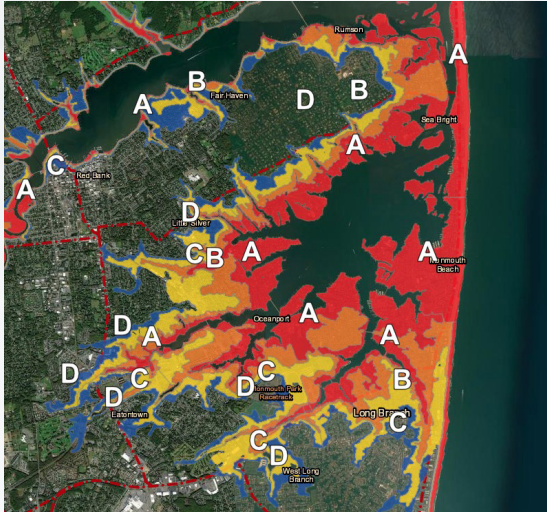 Rumson
A
B
A
Fair Haven
D
B
Sea Bright
A
C
Red Bank
A
D
Little Silver
C
B
A
A
Monmouth
Beach
Oceanport
A
D
A
A
D
C
C
D
Monmouth Park
Racetrack
B
D
Eatontown
Long Branch
C
C
D
West Long
Branch